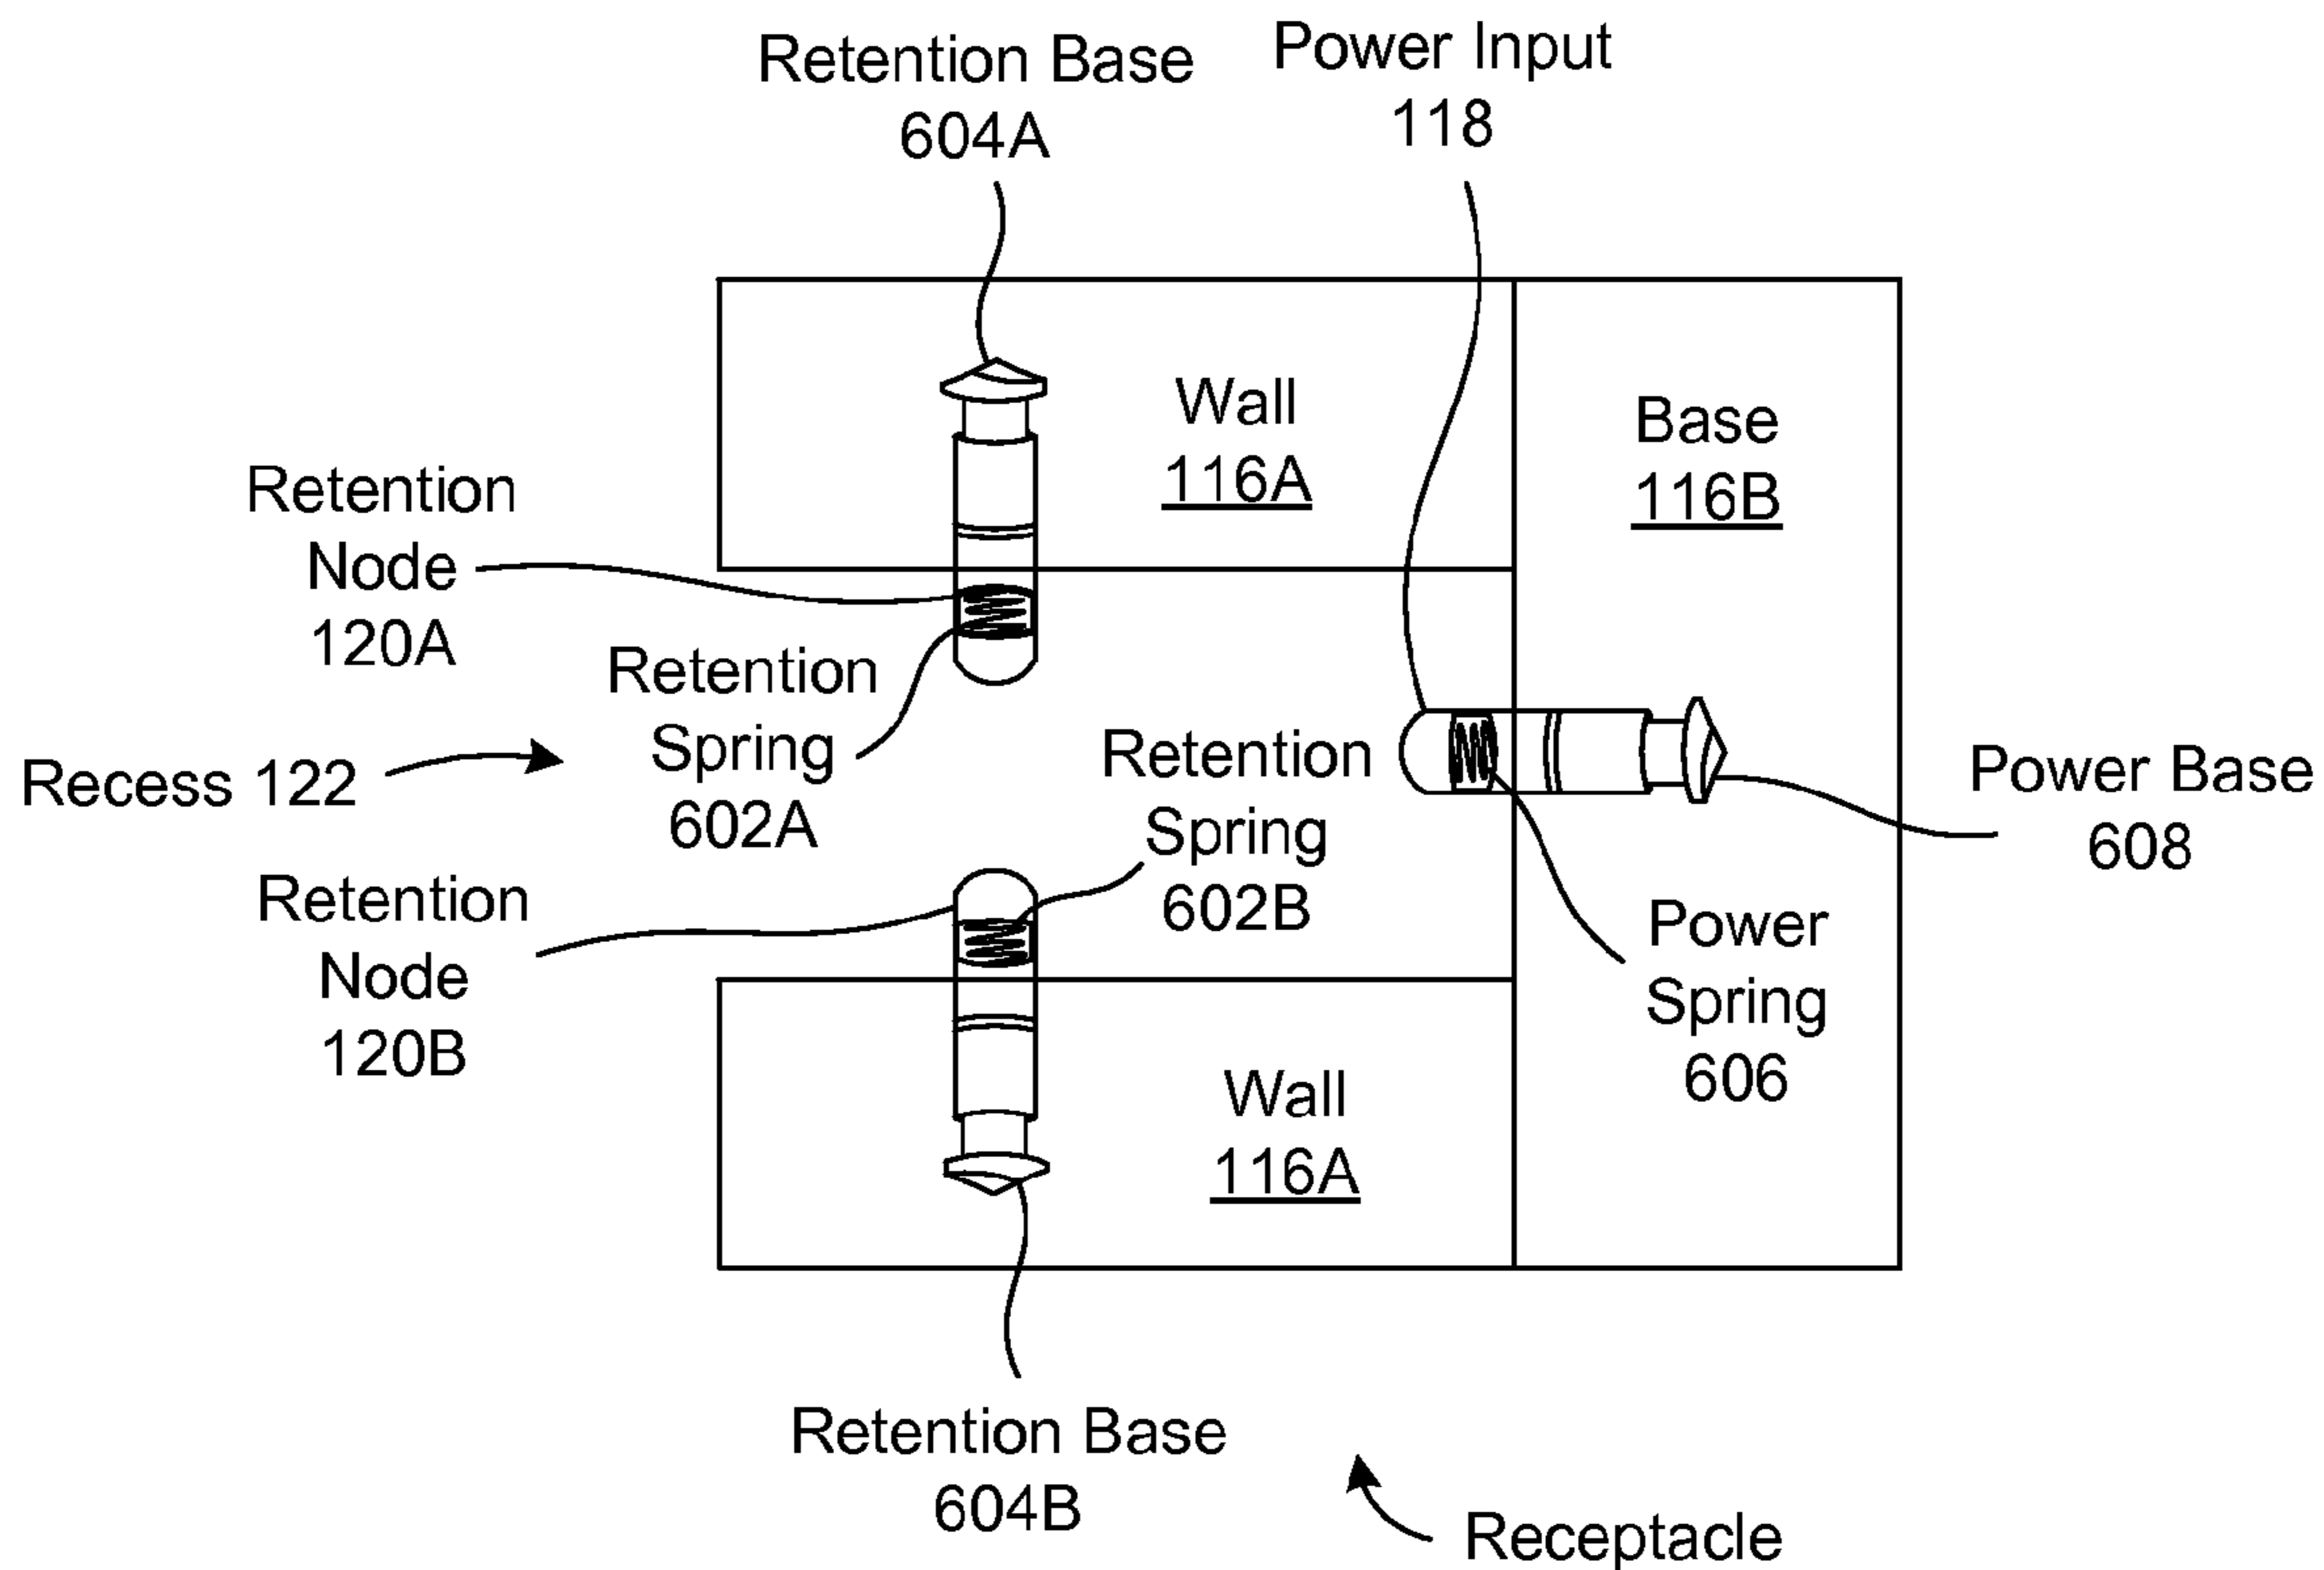 Retention Base
604A
Power Input
118
Wall
116A
Base
116B
Retention
Node
120A
Retention
Spring
602A
Recess 122
Retention
Spring
602B
Power Base
608
Retention
Node
120B
Power
Spring
606
Wall
116A
Retention Base
604B
Receptacle